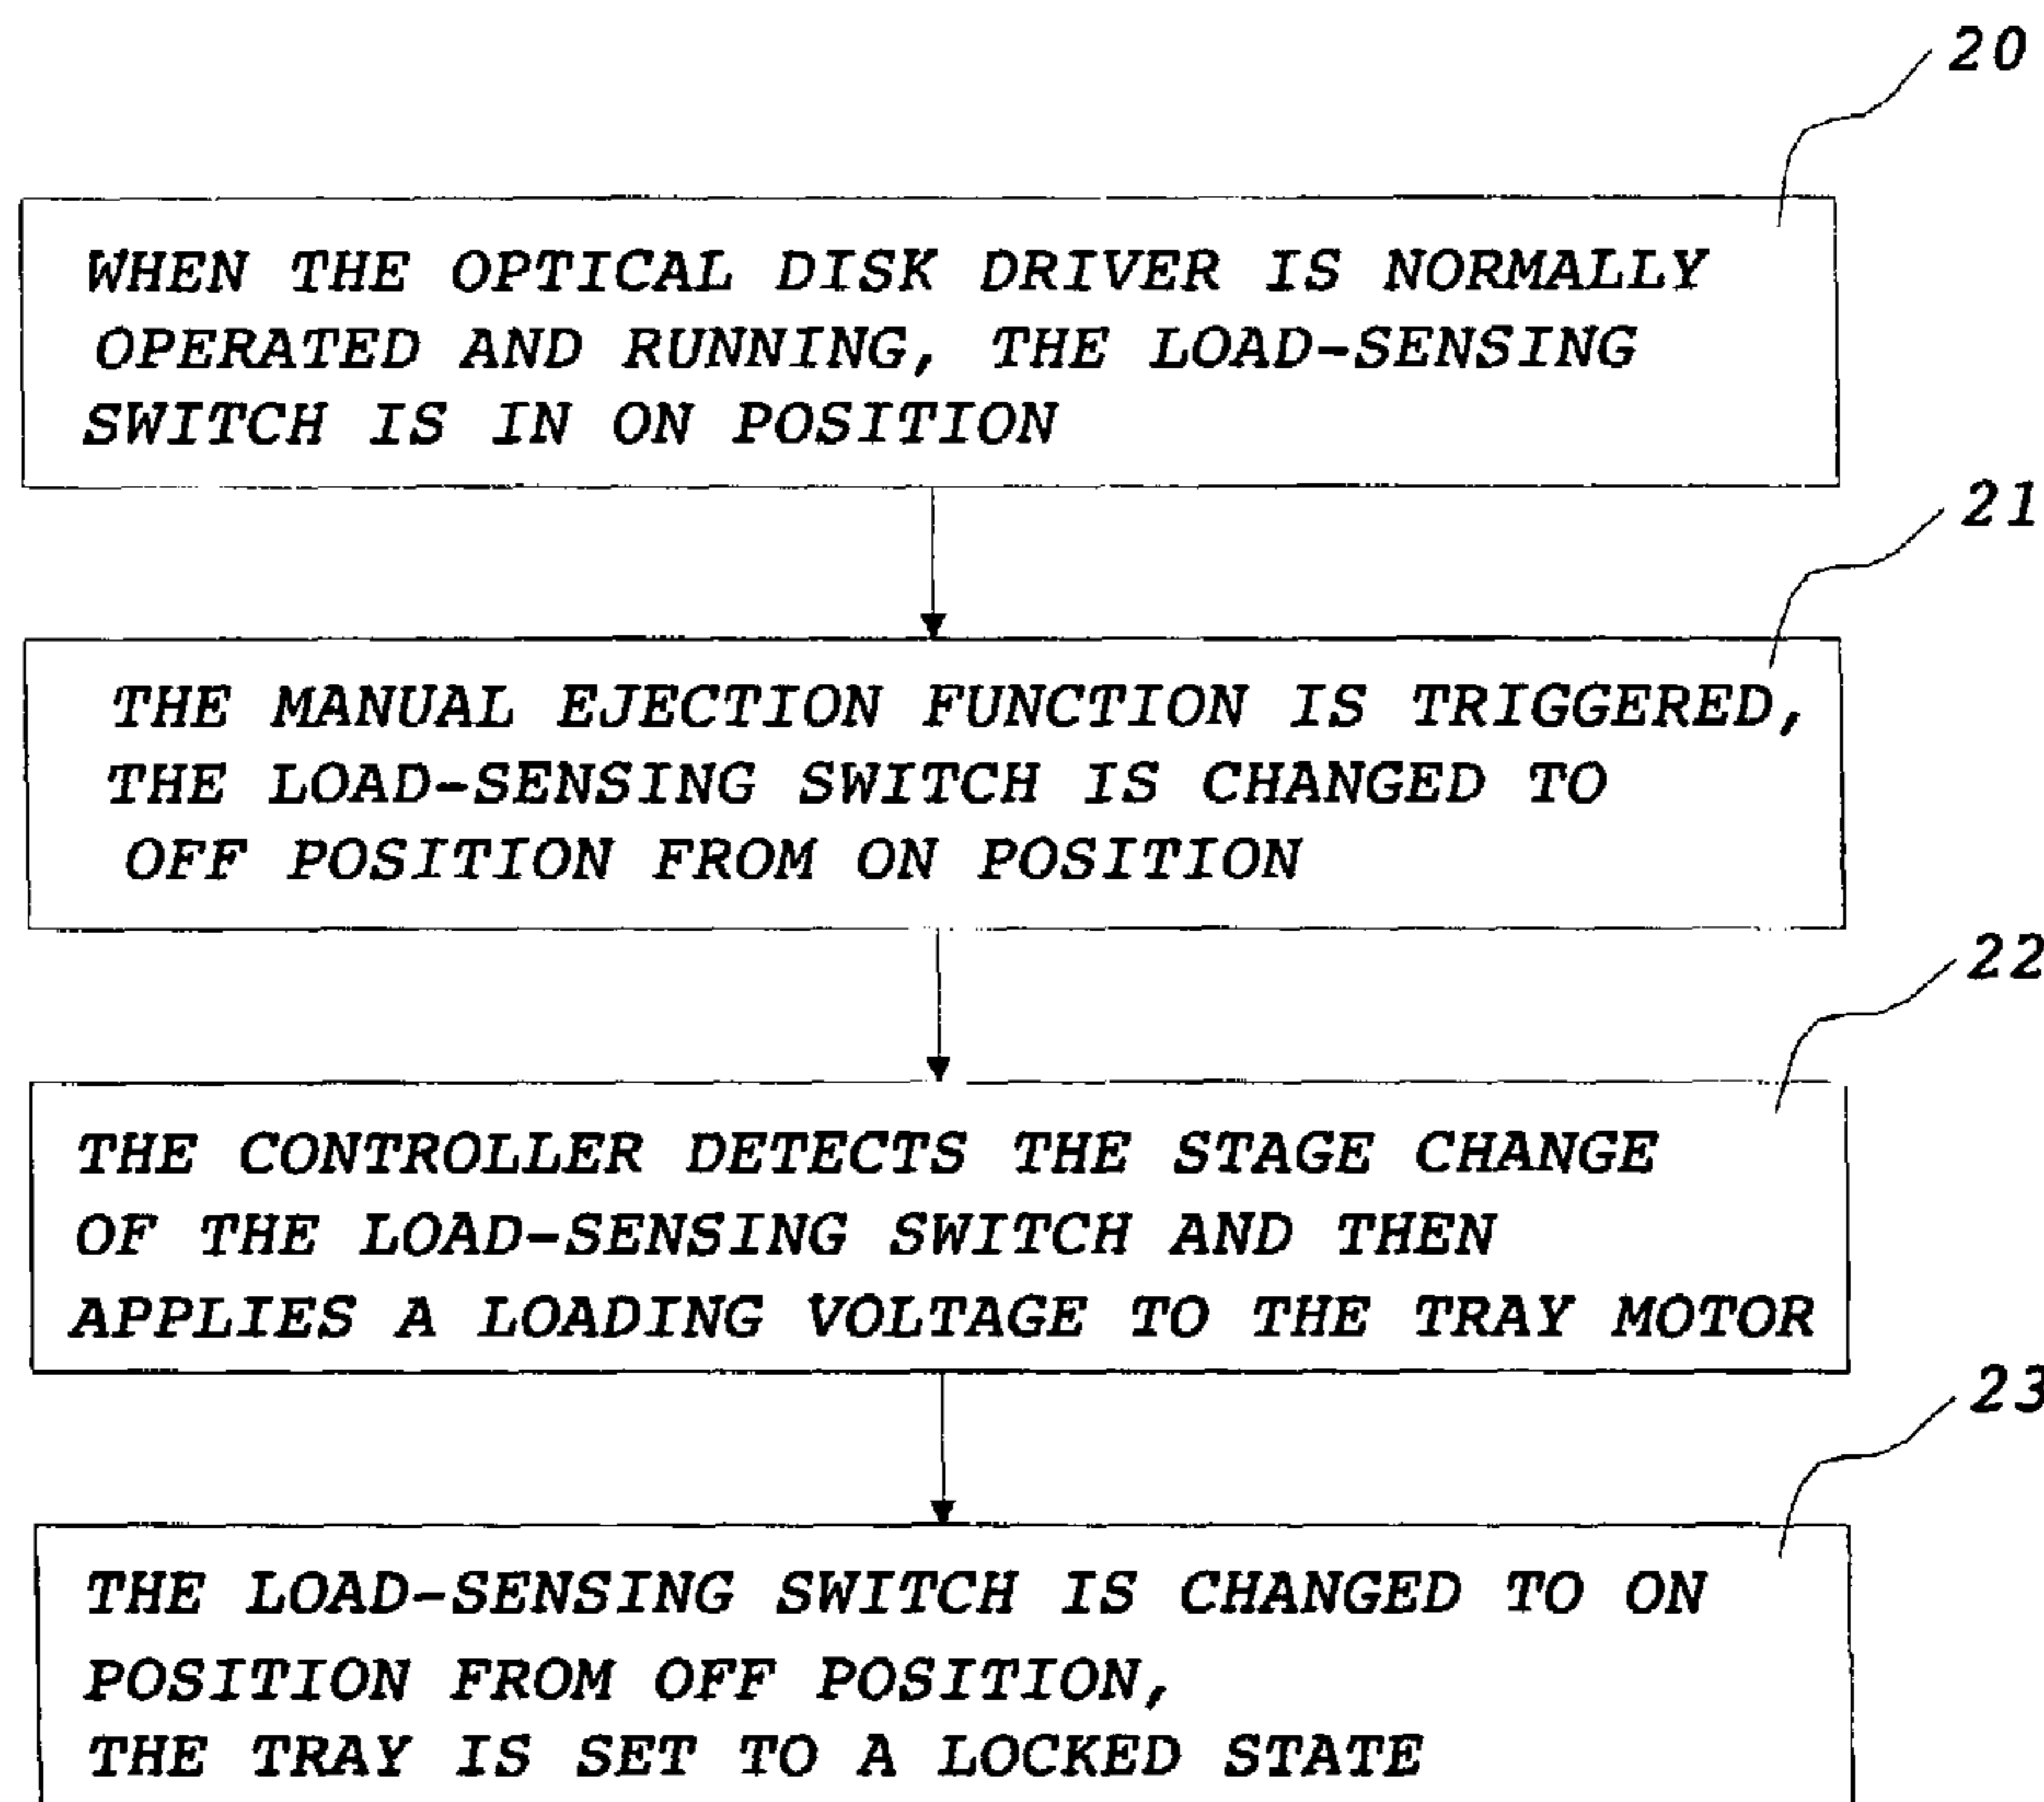 20
WHEN THE OPTICAL DISK DRIVER IS NORMALLY
OPERATED AND RUNNING, THE LOAD-SENSING
SWITCH IS IN ON POSITION
21
THE MANUAL EJECTION FUNCTION IS TRIGGERED,
THE LOAD-SENSING SWITCH IS CHANGED TO
OFF POSITION FROM ON POSITION
22
THE CONTROLLER DETECTS THE STAGE CHANGE
OF THE LOAD-SENSING SWITCH AND THEN
APPLIES A LOADING VOLTAGE TO THE TRAY MOTOR
23
THE LOAD-SENSING SWITCH IS CHANGED TO ON
POSITION FROM OFF POSITION,
THE TRAY IS SET TO A LOCKED STATE